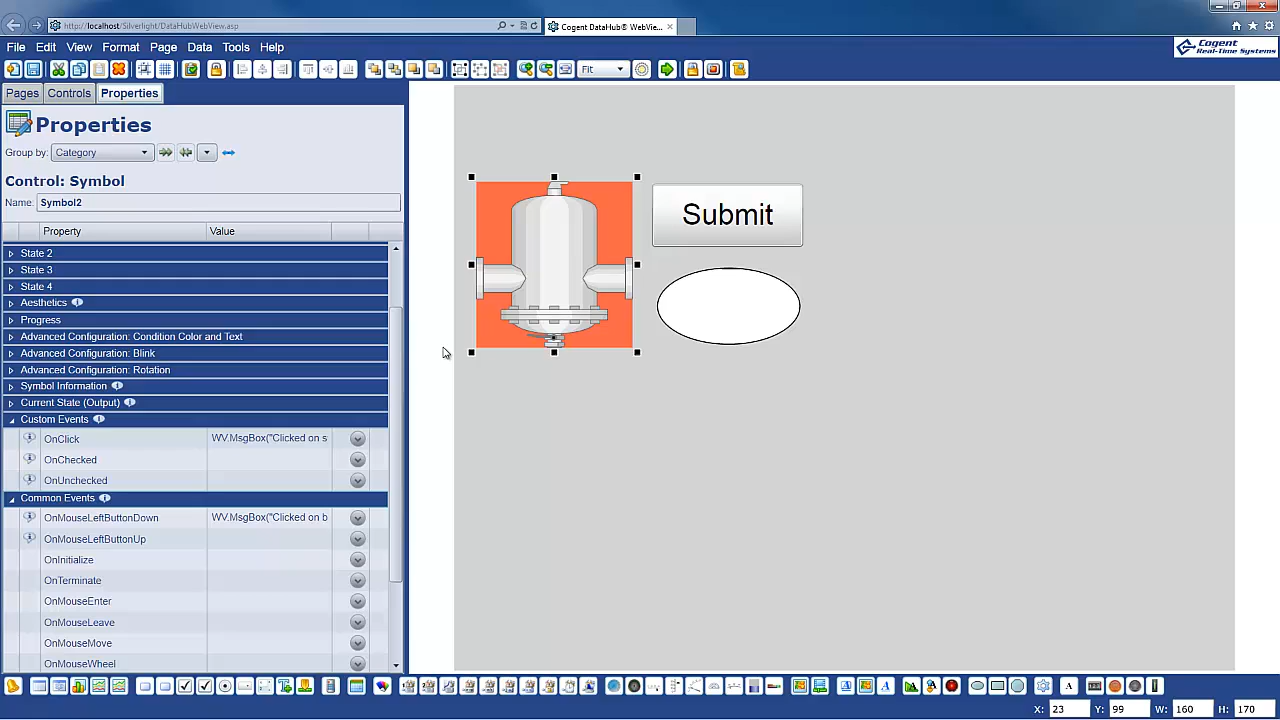 http://localhost/Silverlight/DataHubWebView.asp
Cogent DataHub® WebVie...
File Edit View Format Page Data Tools Help
Cogent
Real-Time Systems
Fit
Pages Controls Properties
Properties
Group by: Category
Control: Symbol
Name: Symbol2
Property Value
State 2
State 3
State 4
Aesthetics
Progress
Advanced Configuration: Condition Color and Text
Advanced Configuration: Blink
Advanced Configuration: Rotation
Symbol Information
Current State (Output)
Custom Events
OnClick WV.MsgBox("Clicked on s
OnChecked
OnUnchecked
Common Events
OnMouseLeftButtonDown WV.MsgBox("Clicked on b
OnMouseLeftButtonUp
OnInitialize
OnTerminate
OnMouseEnter
OnMouseLeave
OnMouseMove
OnMouseWheel
Submit
X: 23 Y: 99 W: 160 H: 170